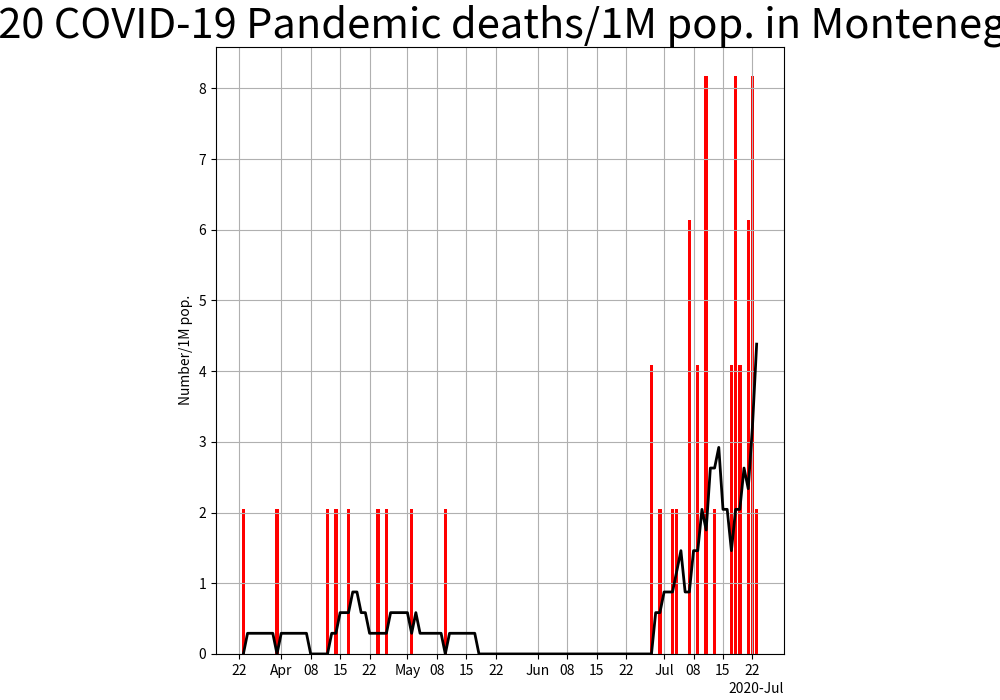 20 COVID-19 Pandemic deaths/1M pop. in Monteneg
8
7
6
5
4
3
2
1
0
Number/1M pop.
22 Apr 08 15 22 May 08 15 22 Jun 08 15 22 Jul 08 15 22
2020-Jul